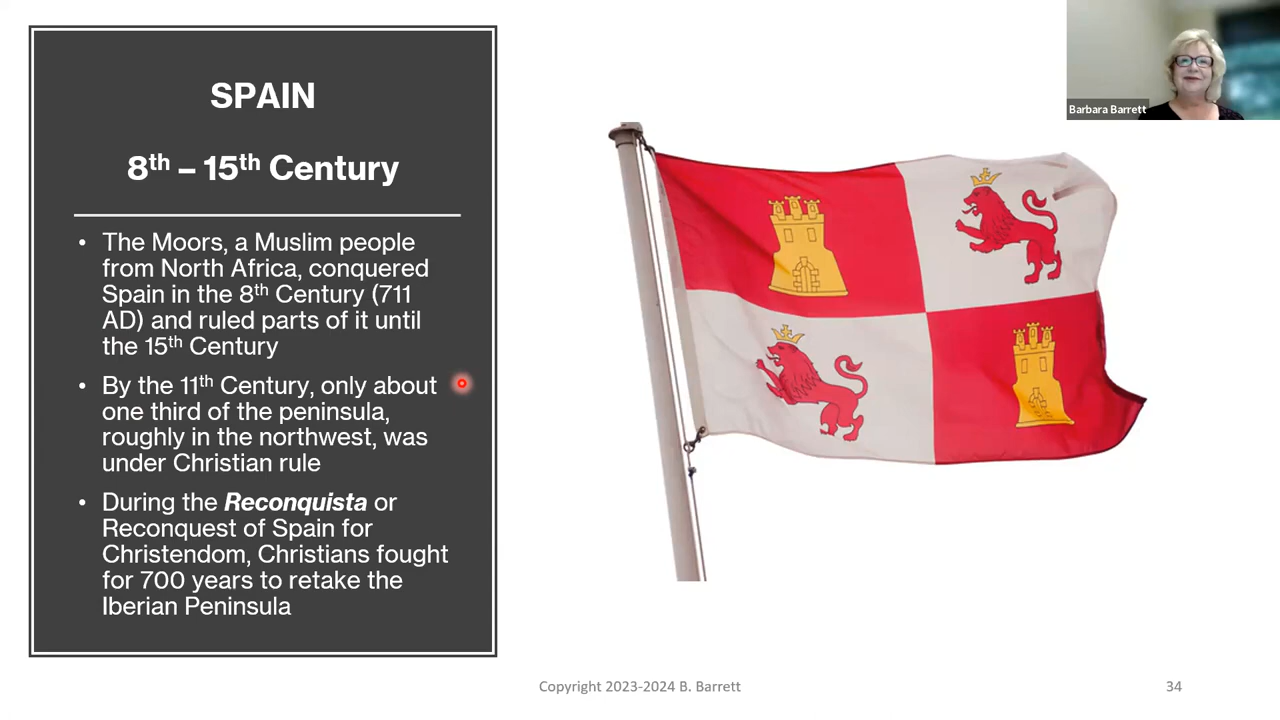 SPAIN
8th – 15th Century
• The Moors, a Muslim people
from North Africa, conquered
Spain in the 8th Century (711
AD) and ruled parts of it until
the 15th Century
• By the 11th Century, only about
one third of the peninsula,
roughly in the northwest, was
under Christian rule
• During the Reconquista or
Reconquest of Spain for
Christendom, Christians fought
for 700 years to retake the
Iberian Peninsula
Barbara Barrett
Copyright 2023-2024 B. Barrett
34